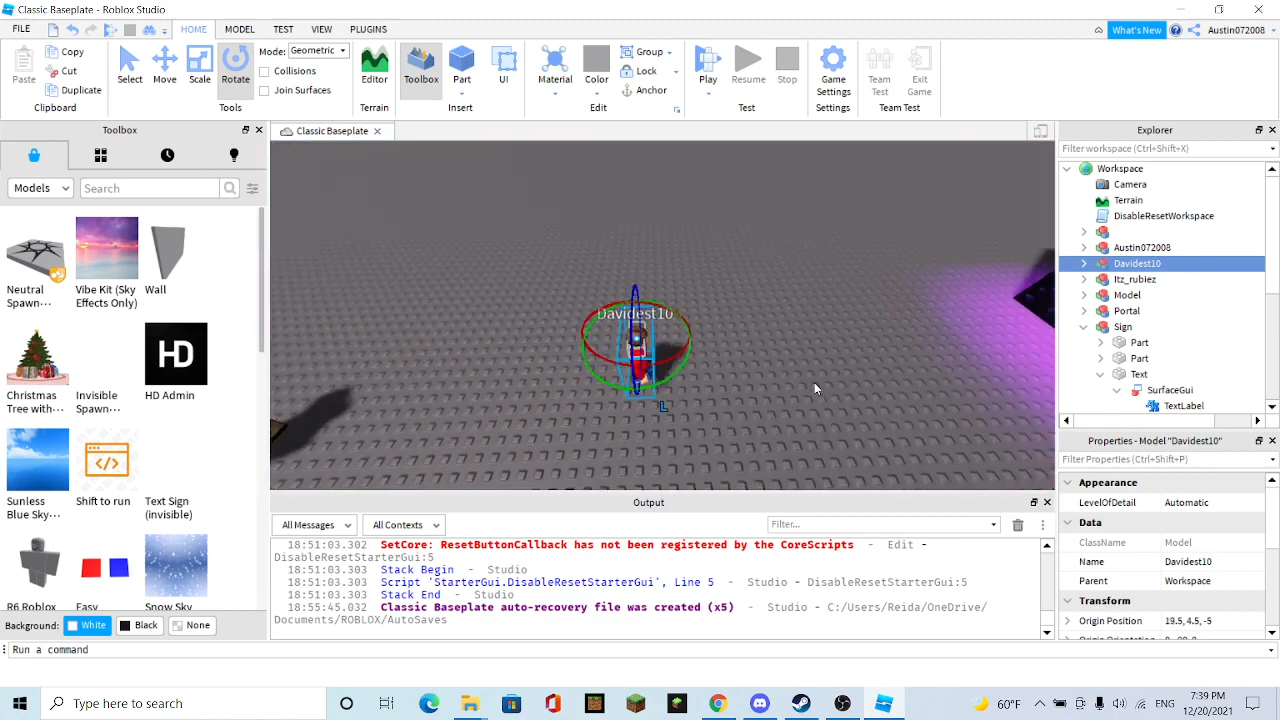 Classic Baseplate - Roblox Studio
FILE HOME MODEL TEST VIEW PLUGINS What's New Austin072008
Paste Copy Cut Duplicate Clipboard
Select Move Scale Rotate Mode: Geometric Collisions Join Surfaces Tools
Editor Terrain
Toolbox Part UI Insert
Material Color Group Lock Anchor Edit
Play Resume Stop Test
Game Settings Settings
Team Test Exit Game Team Test
Toolbox
Models Search
Neutral Spawn... Vibe Kit (Sky Effects Only) Wall
HD
Christmas Tree with... Invisible Spawn... HD Admin
Sunless Blue Sky... Shift to run Text Sign (invisible)
R6 Roblox Easy Snow Sky
Background: White Black None
Run a command
Classic Baseplate
Davidest10
L
Output
All Messages All Contexts Filter...
18:51:03.302 SetCore: ResetButtonCallback has not been registered by the CoreScripts - Edit -
DisableResetStarterGui:5
18:51:03.303 Stack Begin - Studio
18:51:03.303 Script 'StarterGui.DisableResetStarterGui', Line 5 - Studio - DisableResetStarterGui:5
18:51:03.303 Stack End - Studio
18:55:45.032 Classic Baseplate auto-recovery file was created (x5) - Studio - C:/Users/Reida/OneDrive/
Documents/ROBLOX/AutoSaves
Explorer
Filter workspace (Ctrl+Shift+X)
Workspace
Camera
Terrain
DisableResetWorkspace
Austin072008
Davidest10
Itz_rubiez
Model
Portal
Sign
Part
Part
Text
SurfaceGui
TextLabel
Properties - Model "Davidest10"
Filter Properties (Ctrl+Shift+P)
Appearance
LevelOfDetail Automatic
Data
ClassName Model
Name Davidest10
Parent Workspace
Transform
Origin Position 19.5, 4.5, -5
Type here to search
60°F ENG 7:39 PM
12/20/2021